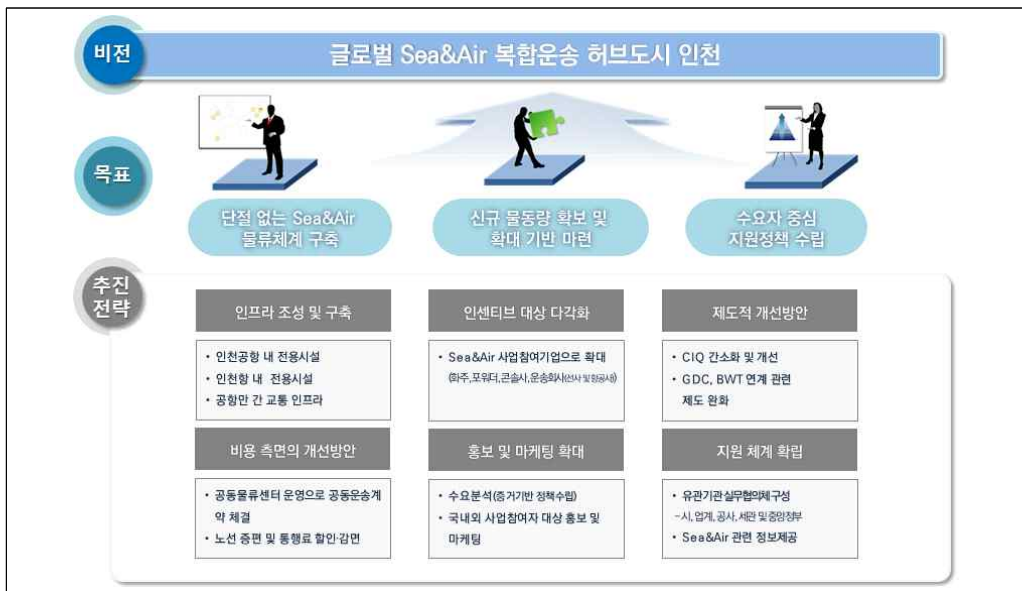 비전
글로벌 Sea&Air 복합운송 허브도시 인천
목표
단절 없는 Sea&Air
물류체계 구축
신규 물동량 확보 및
확대 기반 마련
수요자 중심
지원정책 수립
추진
전략
인프라 조성 및 구축
• 인천공항 내 전용시설
• 인천항 내 전용시설
• 공항만 간 교통 인프라
인센티브 대상 다각화
• Sea&Air 사업참여기업으로 확대
(화주, 포워더, 콘솔사, 운송회사(선사 및 항공사)
제도적 개선방안
• CIQ 간소화 및 개선
• GDC, BWT 연계 관련
제도 완화
비용 측면의 개선방안
• 공동물류센터 운영으로 공동운송계
약 체결
• 노선 증편 및 통행료 할인·감면
홍보 및 마케팅 확대
• 수요분석(증거기반 정책수립)
• 국내외 사업참여자 대상 홍보 및
마케팅
지원 체계 확립
• 유관기관 실무협의체 구성
– 시, 업계, 공사, 세관 및 중앙정부
• Sea&Air 관련 정보제공